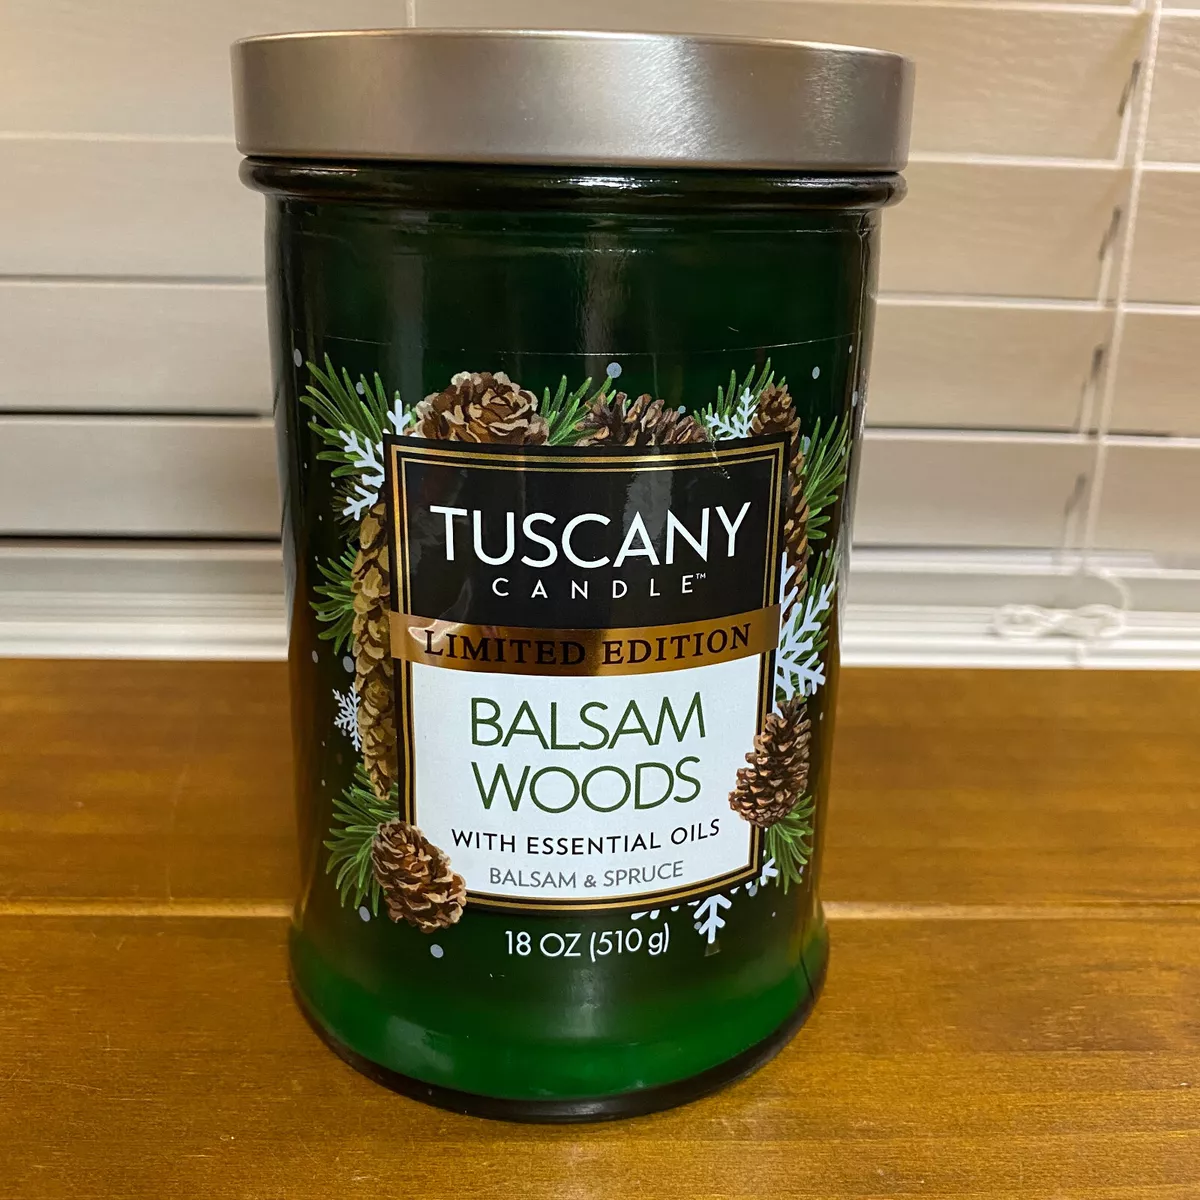 TUSCANY
CANDLE™
LIMITED EDITION
BALSAM
WOODS
WITH ESSENTIAL OILS
BALSAM & SPRUCE
18 OZ (510 g)